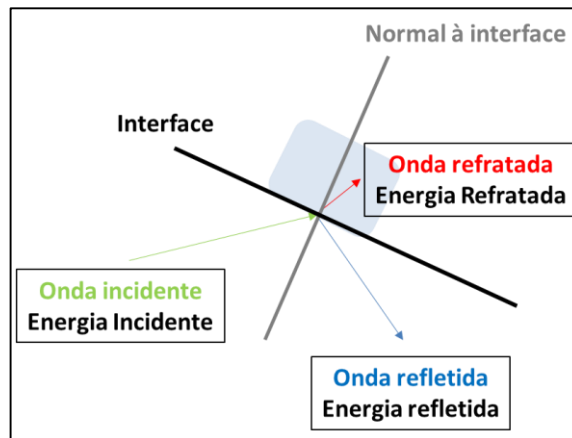 Normal à interface
Interface
Onda refratada
Energia Refratada
Onda incidente
Energia Incidente
Onda refletida
Energia refletida